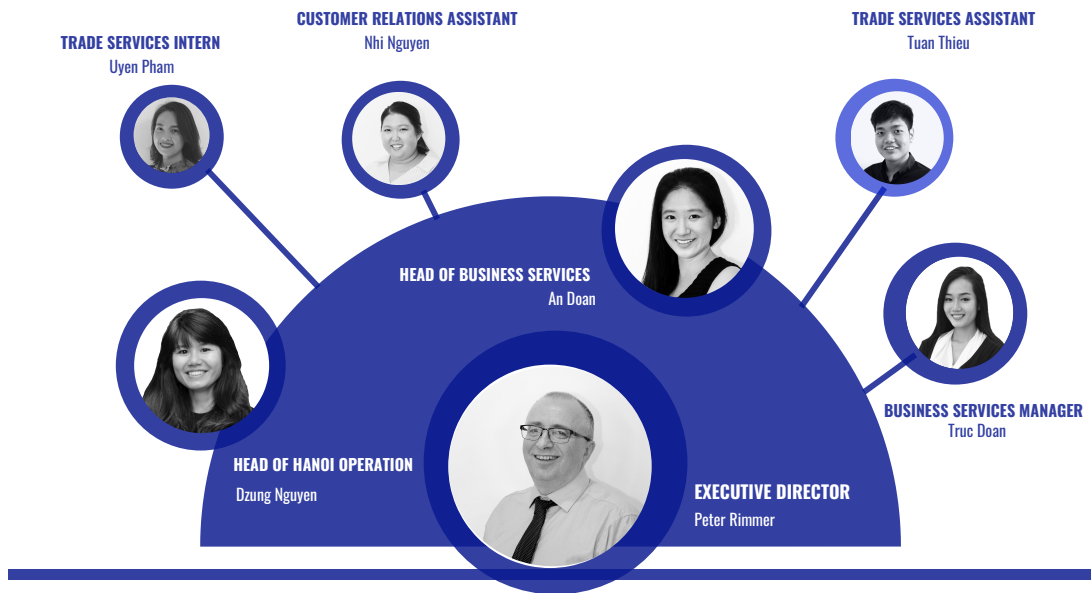 CUSTOMER RELATIONS ASSISTANT
Nhi Nguyen
TRADE SERVICES ASSISTANT
Tuan Thieu
TRADE SERVICES INTERN
Uyen Pham
HEAD OF BUSINESS SERVICES
An Doan
BUSINESS SERVICES MANAGER
Truc Doan
HEAD OF HANOI OPERATION
Dzung Nguyen
EXECUTIVE DIRECTOR
Peter Rimmer